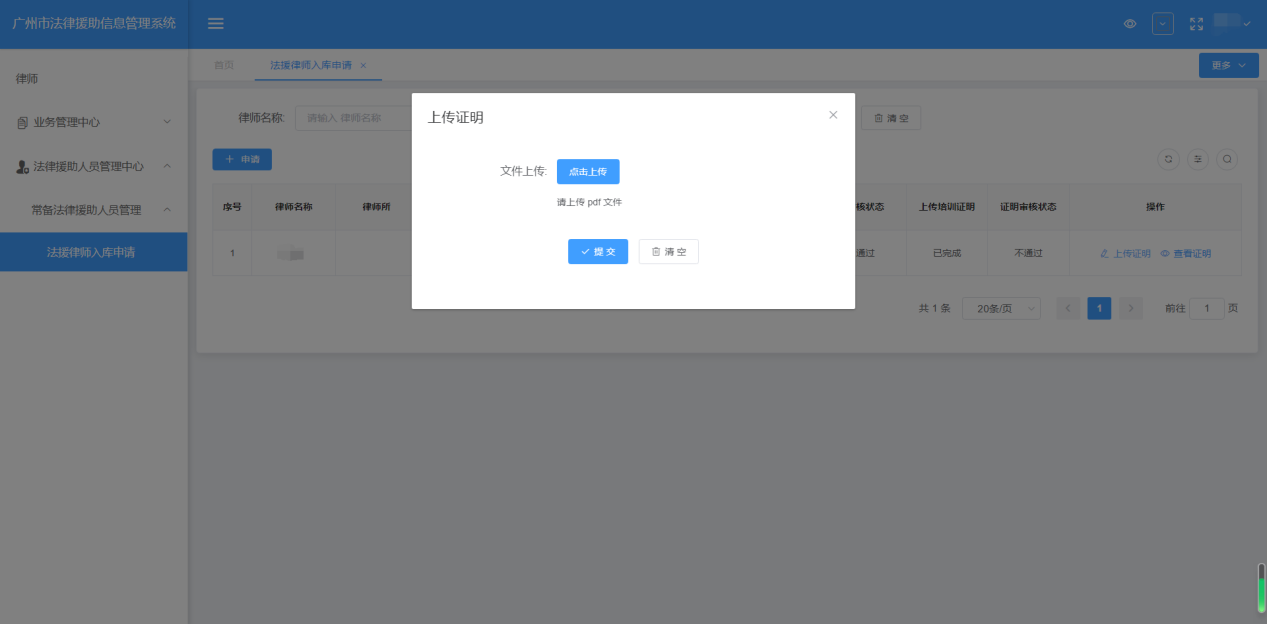 广州市法律援助信息管理系统
律师
业务管理中心
法律援助人员管理中心
常备法律援助人员管理
法援律师入库申请
首页
法援律师入库申请 ×
更多
律师名称:
请输入 律师名称
清 空
+ 申请
序号
律师名称
律师所
核状态
上传培训证明
证明审核状态
操作
1
通过
已完成
不通过
上传证明
查看证明
共 1 条
20条/页
1
前往
1
页
上传证明
文件上传:
点击上传
请上传 pdf 文件
提 交
清 空